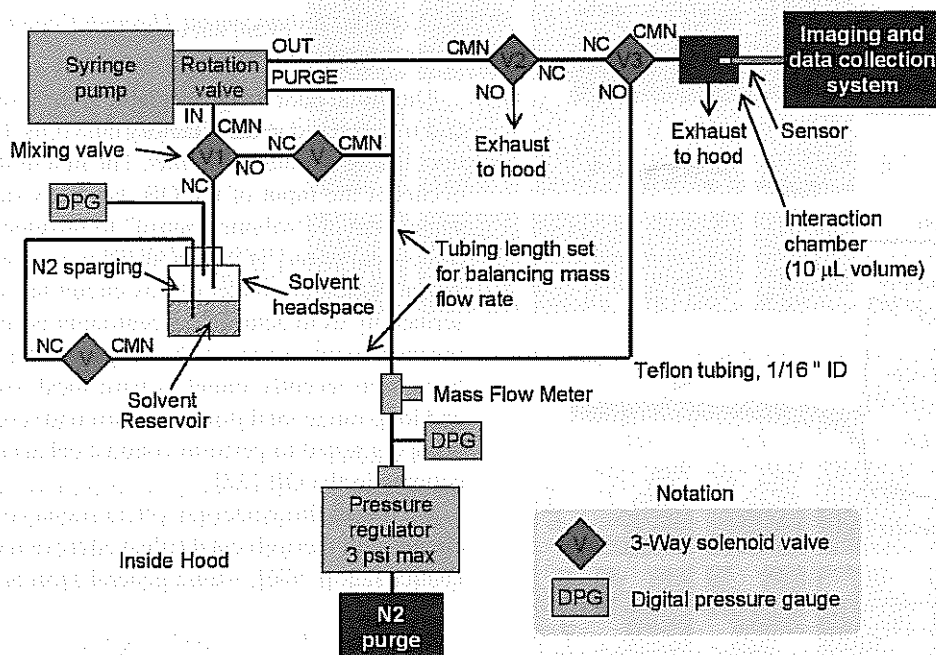 Syringe
pump
Rotation
valve
OUT
PURGE
IN
CMN
V2
NC
NO
Exhaust
to hood
NC
CMN
V3
NO
Exhaust
to hood
Sensor
Imaging and
data collection
system
Interaction
chamber
(10 µL volume)
Mixing valve
CMN
V1
NO
NC
NC
V
CMN
DPG
N2 sparging
Solvent
headspace
Tubing length set
for balancing mass
flow rate
NC
V
CMN
Solvent
Reservoir
Teflon tubing, 1/16 " ID
Mass Flow Meter
DPG
Pressure
regulator
3 psi max
Inside Hood
N2
purge
Notation
V
3-Way solenoid valve
DPG
Digital pressure gauge